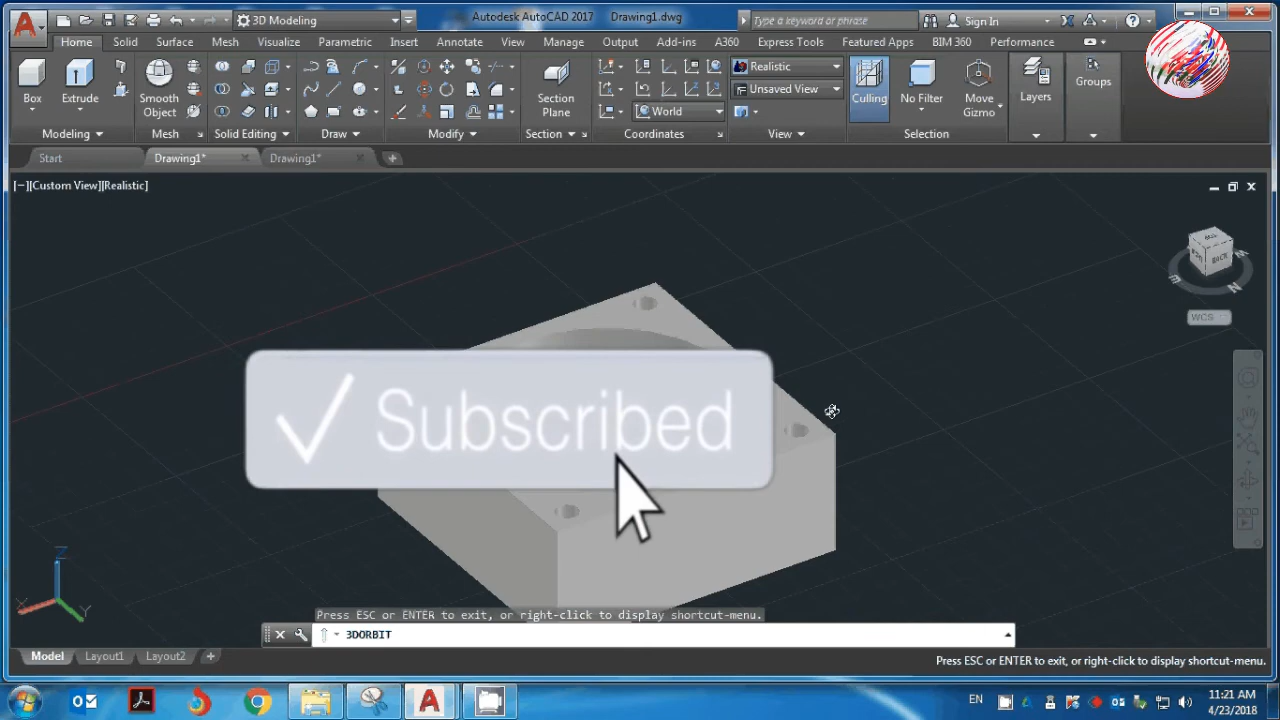 3D Modeling
Autodesk AutoCAD 2017 Drawing1.dwg
Type a keyword or phrase
Sign In
Home Solid Surface Mesh Visualize Parametric Insert Annotate View Manage Output Add-ins A360 Express Tools Featured Apps BIM 360 Performance
Box
Extrude
Smooth
Object
Section
Plane
Realistic
Unsaved View
World
Culling
No Filter
Move
Gizmo
Layers
Groups
Modeling Mesh Solid Editing Draw Modify Section Coordinates View Selection
Start Drawing1* Drawing1*
[−][Custom View][Realistic]
BACK
E
N
WCS
✓ Subscribed
Z
X
Y
Press ESC or ENTER to exit, or right-click to display shortcut-menu.
3DORBIT
Model Layout1 Layout2 +
Press ESC or ENTER to exit, or right-click to display shortcut-menu.
EN
11:21 AM
4/23/2018